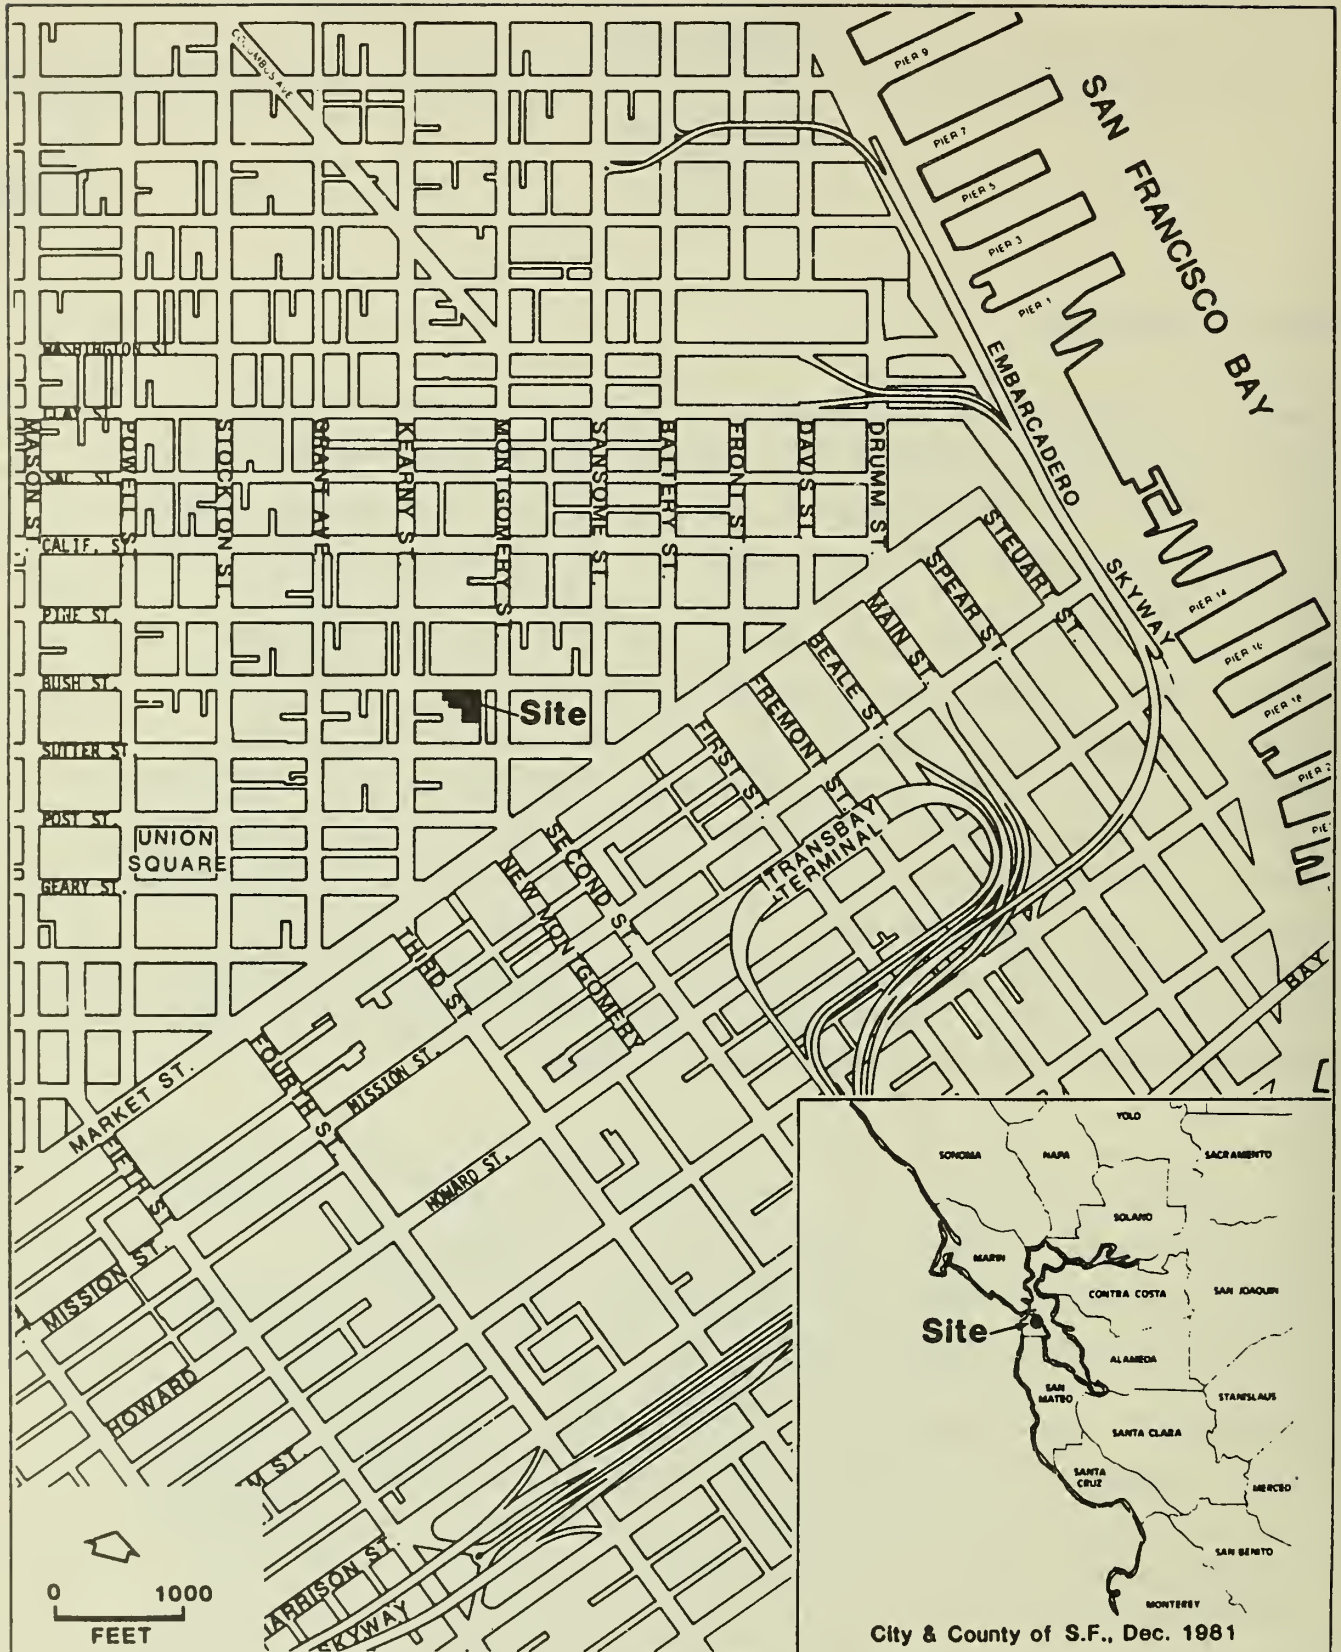 COLUMBUS AVE
PIER 9
PIER 7
PIER 5
PIER 3
PIER 1
SAN FRANCISCO BAY
EMBARCADERO
SKYWAY
WASHINGTON ST.
CLAY ST.
SAC. ST.
CALIF. ST.
PINE ST.
BUSH ST.
SUTTER ST.
POST ST.
GEARY ST.
MASON ST.
POWELL ST.
STOCKTON ST.
GRANT AVE
KEARNY ST.
MONTGOMERY ST.
SANSOME ST.
BATTERY ST.
FRONT ST.
DAVIS ST.
DRUMM ST.
STEUART ST.
SPEAR ST
MAIN ST.
BEALE ST
FREMONT ST.
FIRST ST
SECOND ST
NEW MONTGOMERY
THIRD ST
FOURTH ST
FIFTH ST
PIER 14
PIER 16
PIER 18
PIER 2
PIE
Site
UNION
SQUARE
TRANSBAY
TERMINAL
BAY
MARKET ST.
MISSION ST.
HOWARD ST.
MISSION ST.
HOWARD
M ST.
HARRISON ST.
SKYWAY
0 1000
FEET
YOLO
SONOMA
NAPA
SACRAMENTO
SOLANO
MARIN
CONTRA COSTA
SAN JOAQUIN
Site
ALAMEDA
SAN
MATEO
STANISLAUS
SANTA CLARA
SANTA
CRUZ
MERCED
SAN BENITO
MONTEREY
City & County of S.F., Dec. 1981